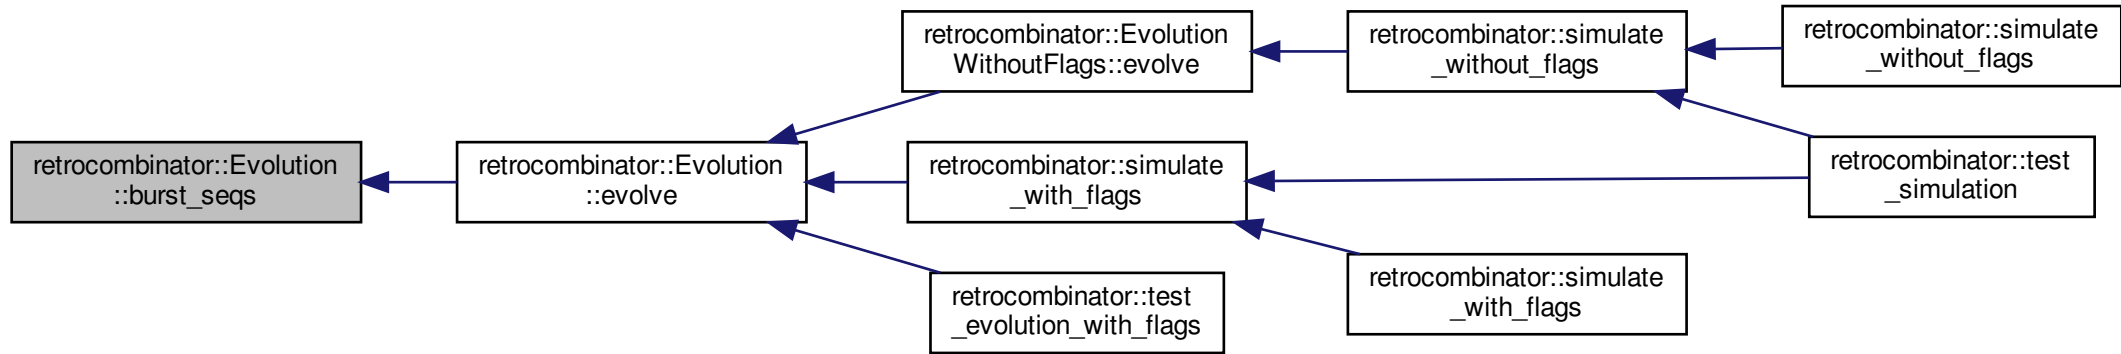 retrocombinator::Evolution
::burst_seqs
retrocombinator::Evolution
::evolve
retrocombinator::Evolution
WithoutFlags::evolve
retrocombinator::simulate
_without_flags
retrocombinator::simulate
_without_flags
retrocombinator::simulate
_with_flags
retrocombinator::test
_simulation
retrocombinator::simulate
_with_flags
retrocombinator::test
_evolution_with_flags